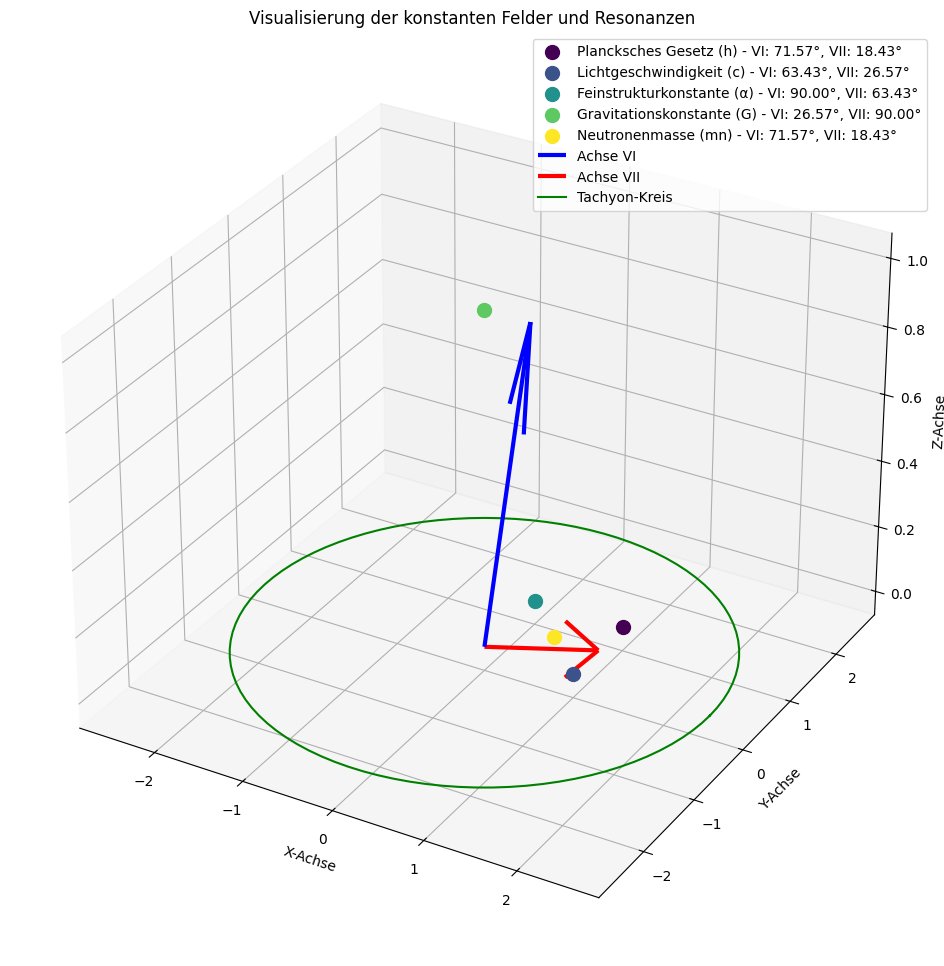 Visualisierung der konstanten Felder und Resonanzen
Plancksches Gesetz (h) - VI: 71.57°, VII: 18.43°
Lichtgeschwindigkeit (c) - VI: 63.43°, VII: 26.57°
Feinstrukturkonstante (α) - VI: 90.00°, VII: 63.43°
Gravitationskonstante (G) - VI: 26.57°, VII: 90.00°
Neutronenmasse (mn) - VI: 71.57°, VII: 18.43°
Achse VI
Achse VII
Tachyon-Kreis
1.0
0.8
0.6
0.4
0.2
0.0
Z-Achse
−2
−1
0
1
2
X-Achse
2
1
0
−1
−2
Y-Achse